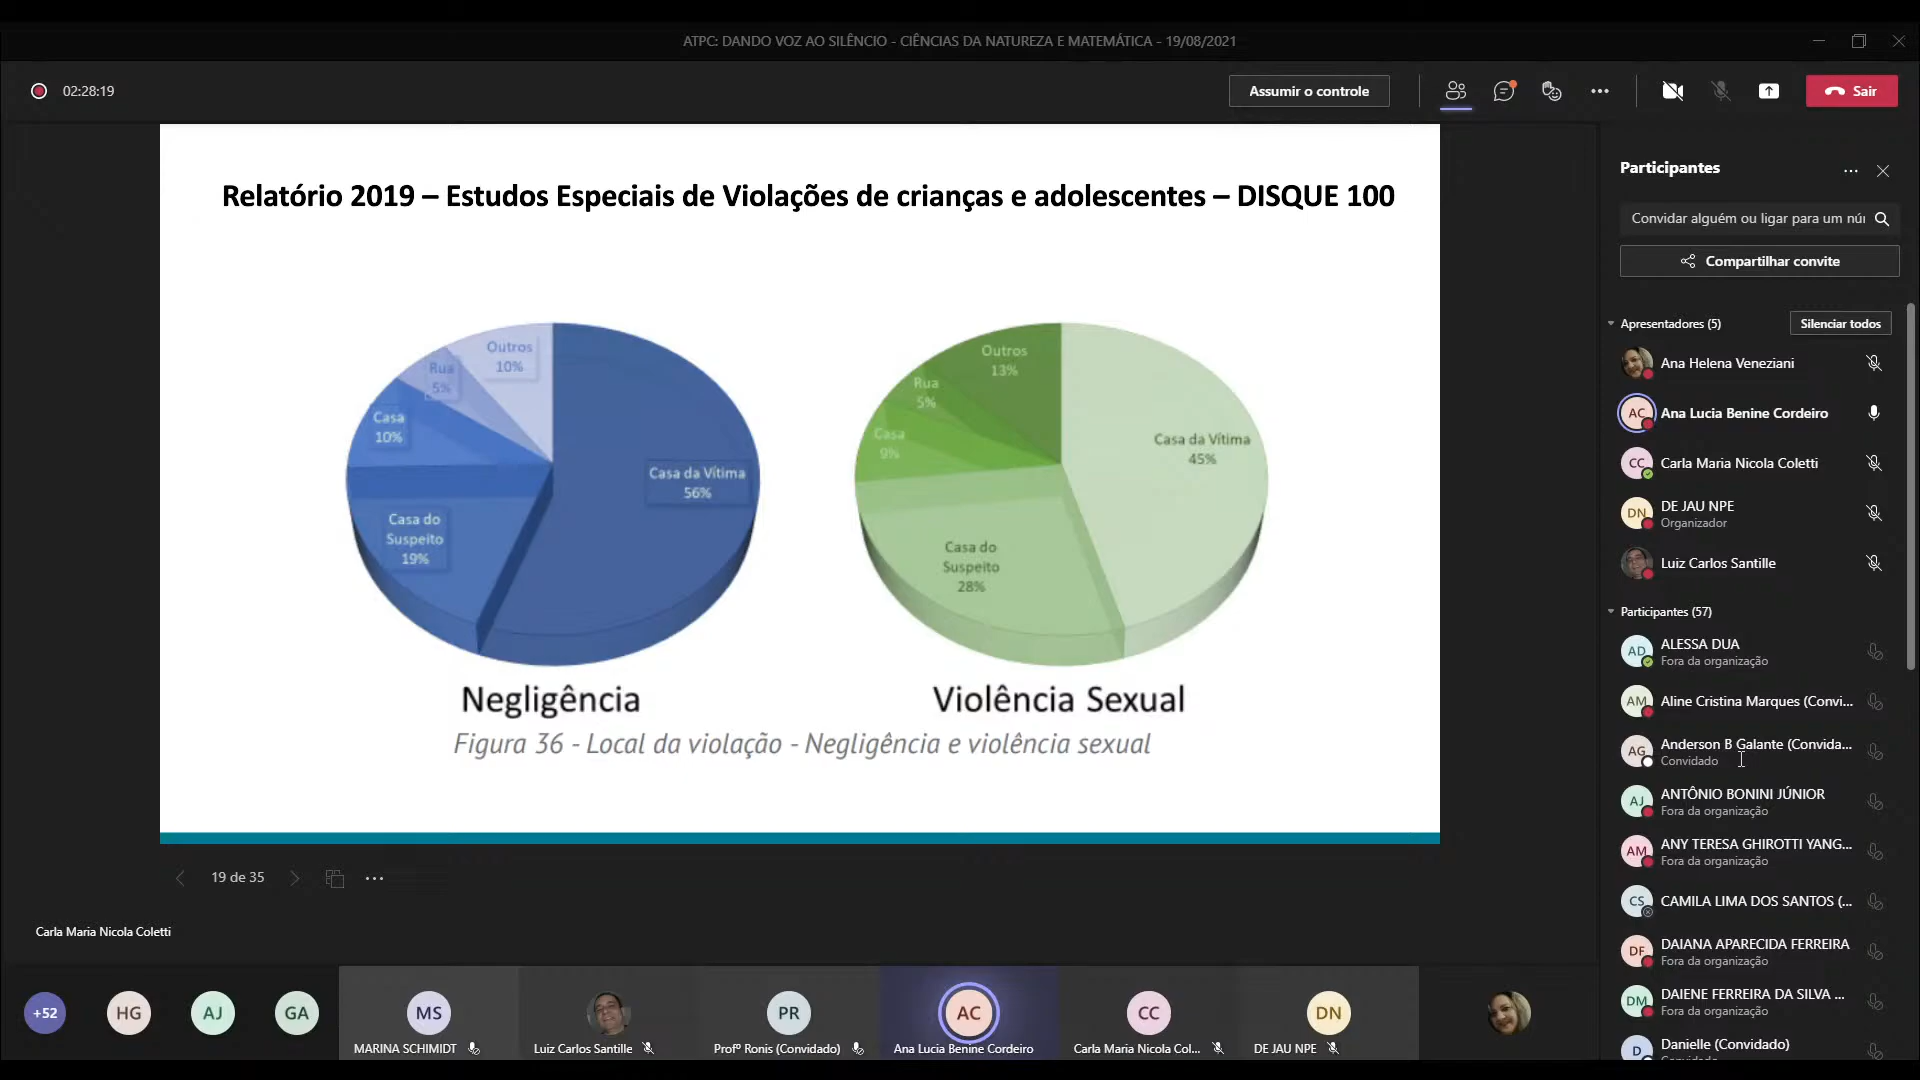 ATPC: DANDO VOZ AO SILÊNCIO - CIÊNCIAS DA NATUREZA E MATEMÁTICA - 19/08/2021
02:28:19
Assumir o controle
Sair
Relatório 2019 – Estudos Especiais de Violações de crianças e adolescentes – DISQUE 100
Outros
10%
Rua
5%
Casa
10%
Casa da Vítima
56%
Casa do
Suspeito
19%
Negligência
Outros
13%
Rua
5%
Casa
9%
Casa da Vítima
45%
Casa do
Suspeito
28%
Violência Sexual
Figura 36 - Local da violação - Negligência e violência sexual
19 de 35
Carla Maria Nicola Coletti
Participantes
Convidar alguém ou ligar para um núr
Compartilhar convite
Apresentadores (5)
Silenciar todos
Ana Helena Veneziani
AC
Ana Lucia Benine Cordeiro
CC
Carla Maria Nicola Coletti
DN
DE JAU NPE
Organizador
Luiz Carlos Santille
Participantes (57)
AD
ALESSA DUA
Fora da organização
AM
Aline Cristina Marques (Convi...
AG
Anderson B Galante (Convida...
Convidado
AJ
ANTÔNIO BONINI JÚNIOR
Fora da organização
AM
ANY TERESA GHIROTTI YANG...
Fora da organização
CS
CAMILA LIMA DOS SANTOS (...
DF
DAIANA APARECIDA FERREIRA
Fora da organização
DM
DAIENE FERREIRA DA SILVA ...
Fora da organização
D
Danielle (Convidado)
Convidado
+52
HG
AJ
GA
MS
MARINA SCHIMIDT
Luiz Carlos Santille
PR
Profº Ronis (Convidado)
AC
Ana Lucia Benine Cordeiro
CC
Carla Maria Nicola Col...
DN
DE JAU NPE